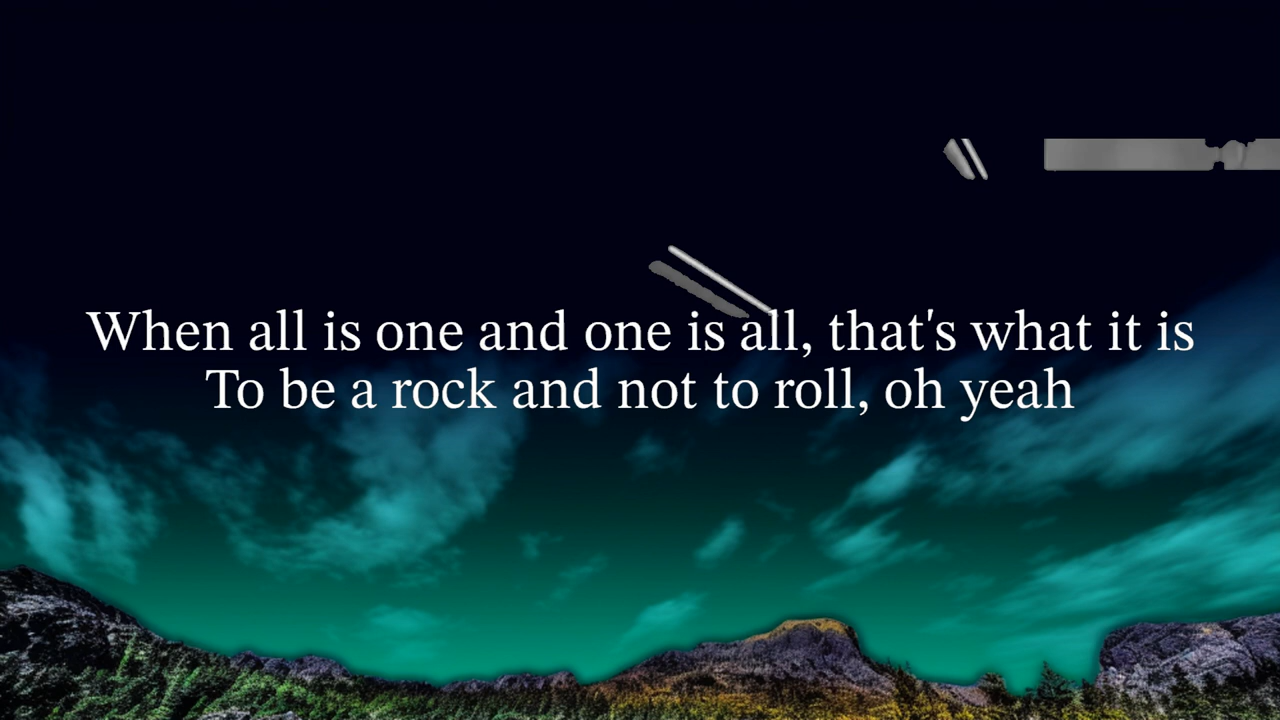 When all is one and one is all, that's what it is
To be a rock and not to roll, oh yeah